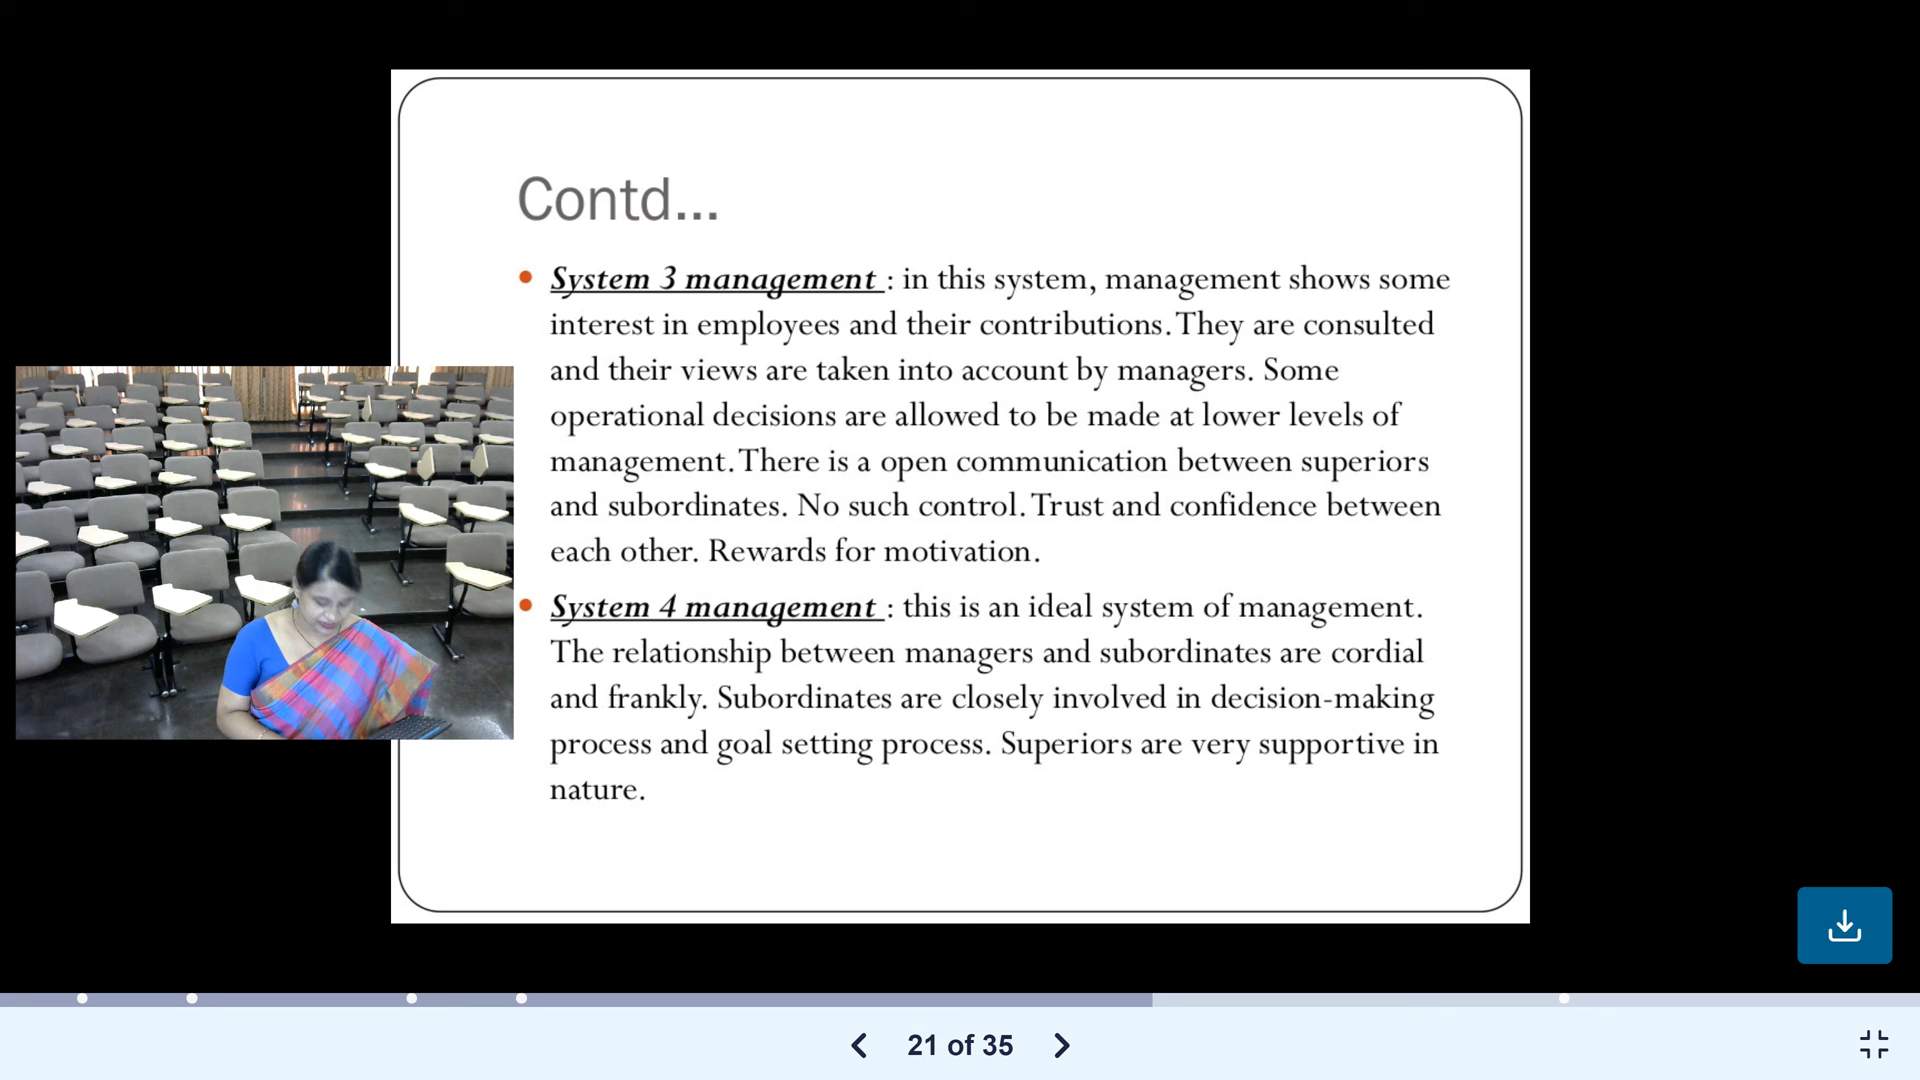 Contd...
• System 3 management : in this system, management shows some
interest in employees and their contributions. They are consulted
and their views are taken into account by managers. Some
operational decisions are allowed to be made at lower levels of
management. There is a open communication between superiors
and subordinates. No such control. Trust and confidence between
each other. Rewards for motivation.
• System 4 management : this is an ideal system of management.
The relationship between managers and subordinates are cordial
and frankly. Subordinates are closely involved in decision-making
process and goal setting process. Superiors are very supportive in
nature.
21 of 35